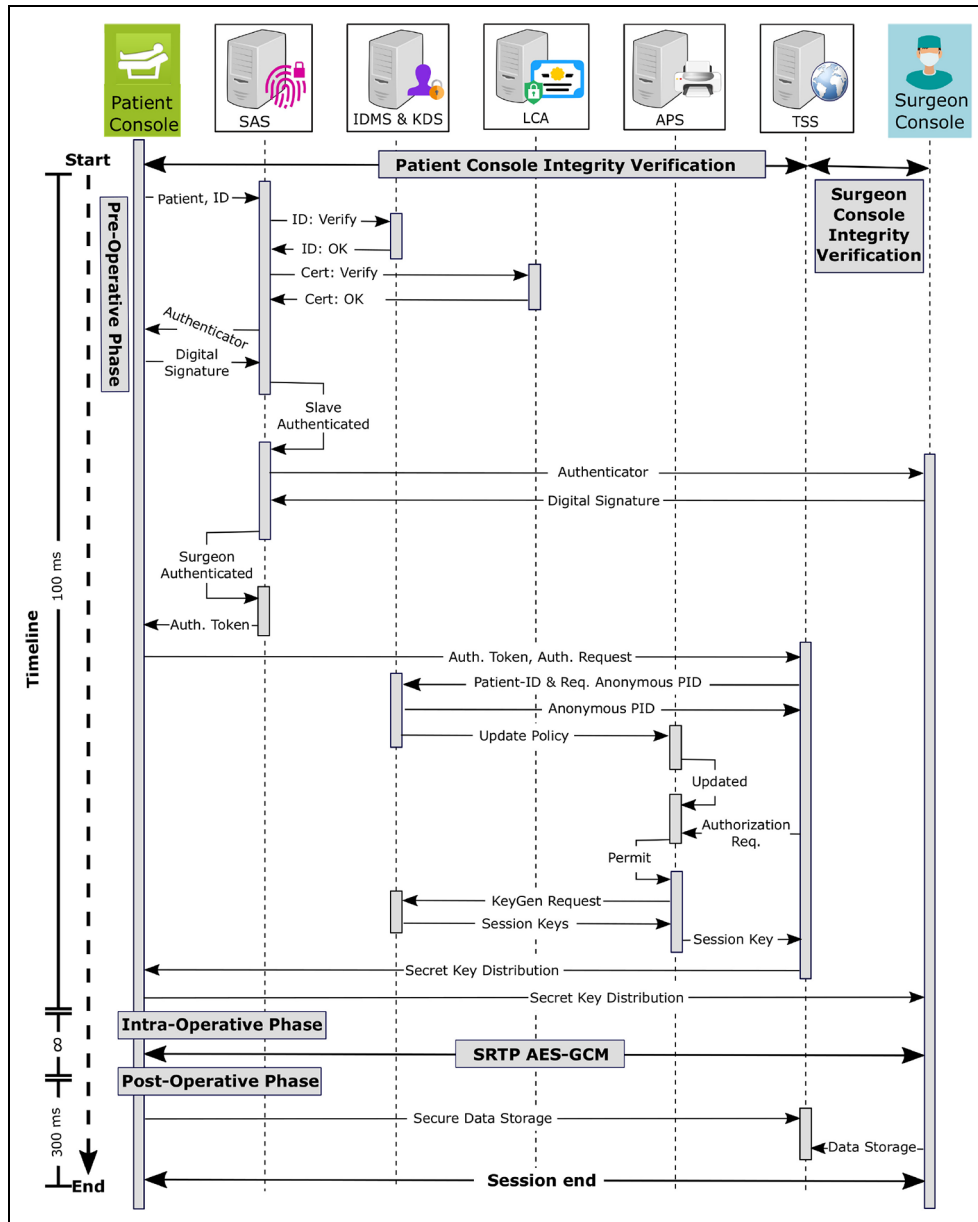 Patient
Console
SAS
IDMS & KDS
LCA
APS
TSS
Surgeon
Console
Start
Patient Console Integrity Verification
Surgeon
Console
Integrity
Verification
Pre-Operative Phase
Patient, ID
ID: Verify
ID: OK
Cert: Verify
Cert: OK
Authenticator
Digital
Signature
Slave
Authenticated
Authenticator
Digital Signature
Surgeon
Authenticated
Auth. Token
100 ms
Timeline
Auth. Token, Auth. Request
Patient-ID & Req. Anonymous PID
Anonymous PID
Update Policy
Updated
Authorization
Req.
Permit
KeyGen Request
Session Keys
Session Key
Secret Key Distribution
Secret Key Distribution
Intra-Operative Phase
∞
SRTP AES-GCM
Post-Operative Phase
300 ms
Secure Data Storage
Data Storage
End
Session end